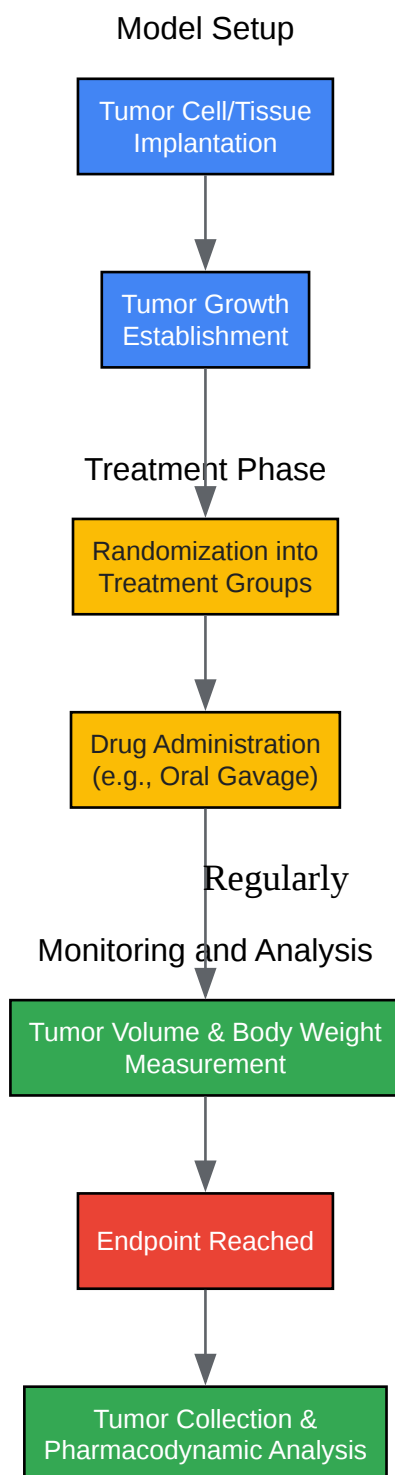 Model Setup
Tumor Cell/Tissue
Implantation
Tumor Growth
Establishment
Treatment Phase
Randomization into
Treatment Groups
Drug Administration
(e.g., Oral Gavage)
Regularly
Monitoring and Analysis
Tumor Volume & Body Weight
Measurement
Endpoint Reached
Tumor Collection &
Pharmacodynamic Analysis